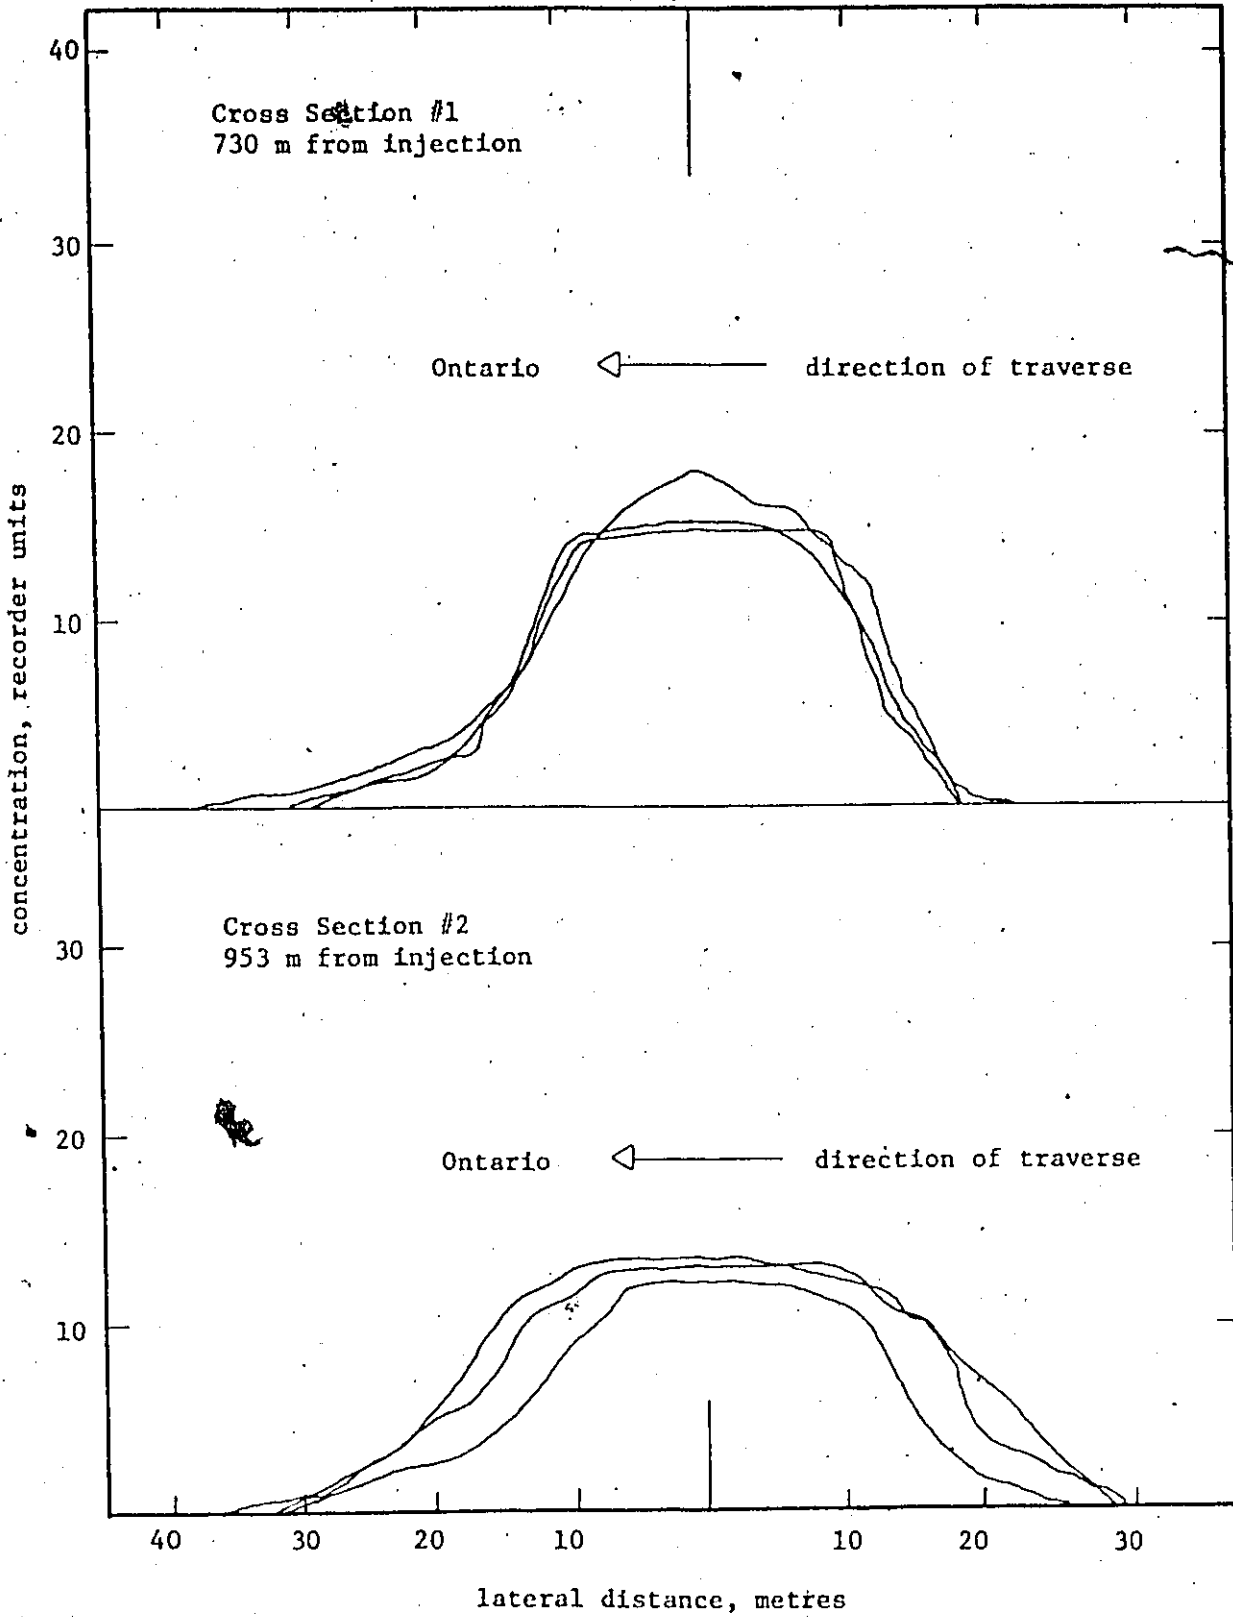 40
Cross Section #1
730 m from injection
30
Ontario direction of traverse
20
concentration, recorder units
10
Cross Section #2
953 m from injection
30
20
Ontario direction of traverse
10
40 30 20 10 10 20 30
lateral distance, metres